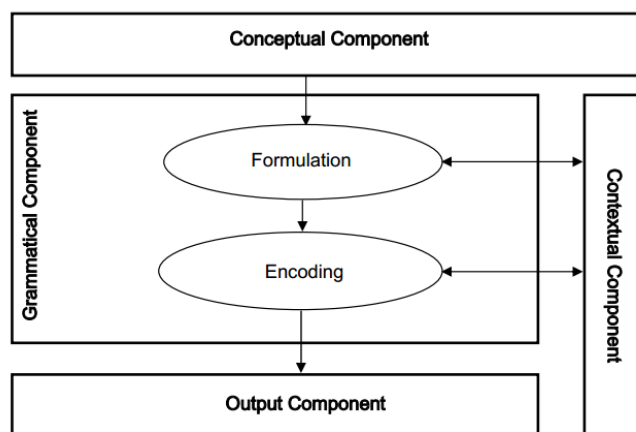 Conceptual Component
Grammatical Component
Formulation
Encoding
Contextual Component
Output Component